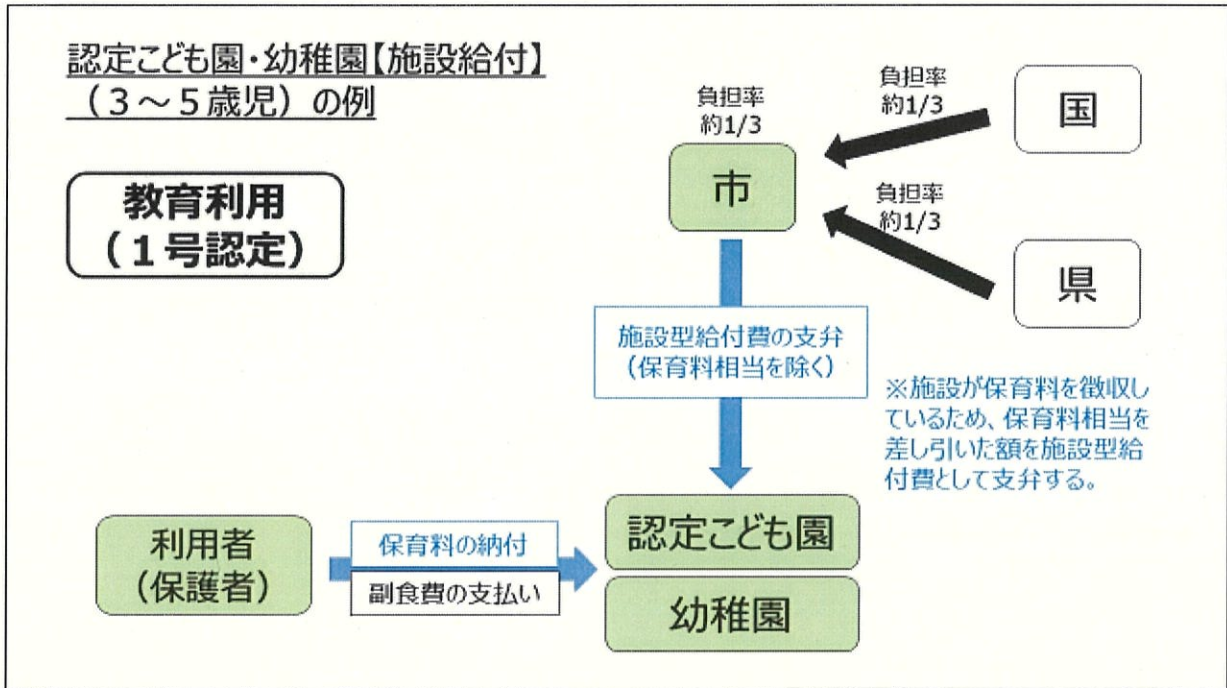 認定こども園・幼稚園【施設給付】
（３～５歳児）の例
教育利用
（１号認定）
負担率
約1/3
市
負担率
約1/3
国
負担率
約1/3
県
施設型給付費の支弁
（保育料相当を除く）
※施設が保育料を徴収し
ているため、保育料相当を
差し引いた額を施設型給
付費として支弁する。
利用者
（保護者）
保育料の納付
副食費の支払い
認定こども園
幼稚園